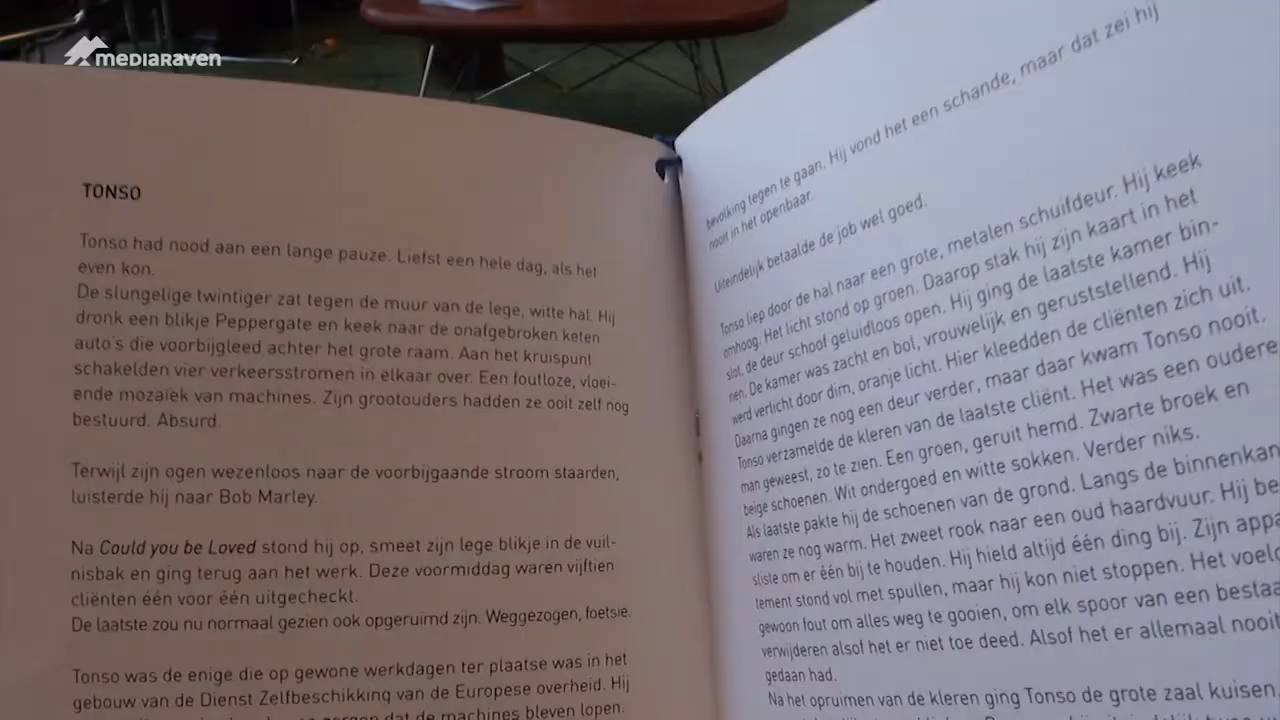 mediaraven
TONSO
Tonso had nood aan een lange pauze. Liefst een hele dag, als het
even kon.
De slungelige twintiger zat tegen de muur van de lege, witte hal. Hij
dronk een blikje Peppergate en keek naar de onafgebroken keten
auto's die voorbijgleed achter het grote raam. Aan het kruispunt
schakelden vier verkeersstromen in elkaar over. Een foutloze, vloei-
ende mozaïek van machines. Zijn grootouders hadden ze ooit zelf nog
bestuurd. Absurd.
Terwijl zijn ogen wezenloos naar de voorbijgaande stroom staarden,
luisterde hij naar Bob Marley.
Na Could you be Loved stond hij op, smeet zijn lege blikje in de vuil-
nisbak en ging terug aan het werk. Deze voormiddag waren vijftien
cliënten één voor één uitgecheckt.
De laatste zou nu normaal gezien ook opgeruimd zijn. Weggezogen, foetsie.
Tonso was de enige die op gewone werkdagen ter plaatse was in het
gebouw van de Dienst Zelfbeschikking van de Europese overheid. Hij
zorgen dat de machines bleven lopen.
bevolking tegen te gaan. Hij vond het een schande, maar dat zei hij
nooit in het openbaar.
Uiteindelijk betaalde de job wel goed.
Tonso liep door de hal naar een grote, metalen schuifdeur. Hij keek
omhoog. Het licht stond op groen. Daarop stak hij zijn kaart in het
slot, de deur schoof geluidloos open. Hij ging de laatste kamer bin-
nen. De kamer was zacht en bol, vrouwelijk en geruststellend. Hij
werd verlicht door dim, oranje licht. Hier kleedden de cliënten zich uit.
Daarna gingen ze nog een deur verder, maar daar kwam Tonso nooit.
Tonso verzamelde de kleren van de laatste cliënt. Het was een oudere
man geweest, zo te zien. Een groen, geruit hemd. Zwarte broek en
beige schoenen. Wit ondergoed en witte sokken. Verder niks.
Als laatste pakte hij de schoenen van de grond. Langs de binnenkan
waren ze nog warm. Het zweet rook naar een oud haardvuur. Hij be
sliste om er één bij te houden. Hij hield altijd één ding bij. Zijn appa
tement stond vol met spullen, maar hij kon niet stoppen. Het voeld
gewoon fout om alles weg te gooien, om elk spoor van een bestaa
verwijderen alsof het er niet toe deed. Alsof het er allemaal nooit
gedaan had.
Na het opruimen van de kleren ging Tonso de grote zaal kuisen.